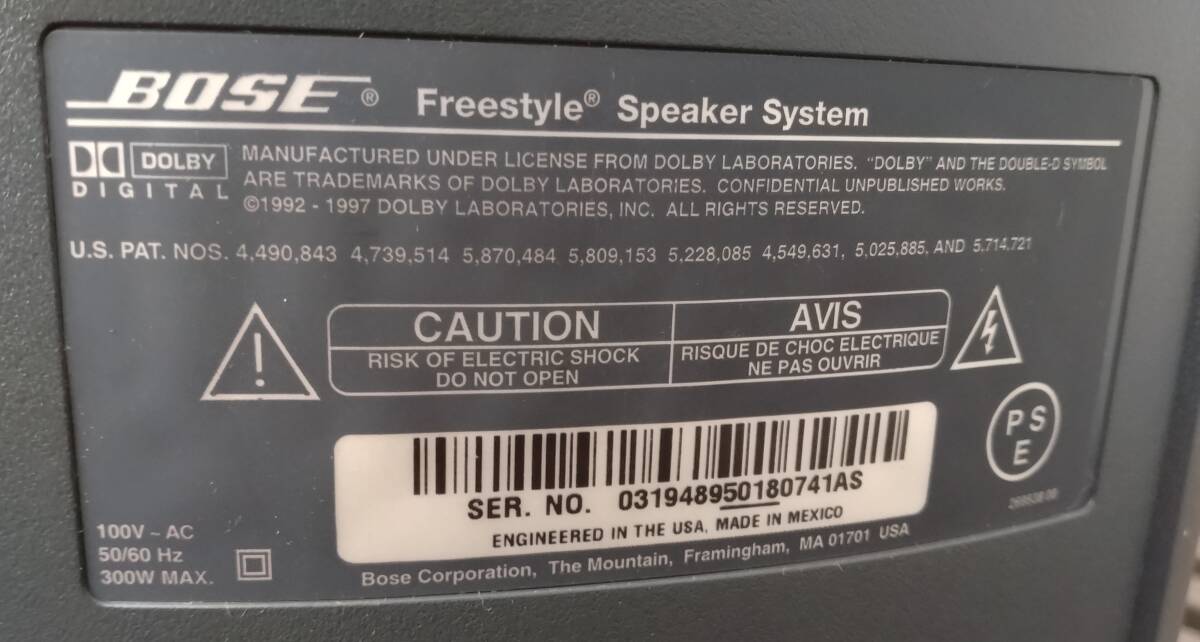 BOSE® Freestyle® Speaker System
DOLBY
DIGITAL
MANUFACTURED UNDER LICENSE FROM DOLBY LABORATORIES. "DOLBY" AND THE DOUBLE-D SYMBOL
ARE TRADEMARKS OF DOLBY LABORATORIES. CONFIDENTIAL UNPUBLISHED WORKS.
©1992 - 1997 DOLBY LABORATORIES, INC. ALL RIGHTS RESERVED.
U.S. PAT. NOS. 4,490,843 4,739,514 5,870,484 5,809,153 5,228,085 4,549,631, 5,025,885, AND 5,714,721
CAUTION
RISK OF ELECTRIC SHOCK
DO NOT OPEN
AVIS
RISQUE DE CHOC ELECTRIQUE
NE PAS OUVRIR
PS
E
SER. NO. 031948950180741AS
ENGINEERED IN THE USA, MADE IN MEXICO
100V ~ AC
50/60 Hz
300W MAX.
Bose Corporation, The Mountain, Framingham, MA 01701 USA